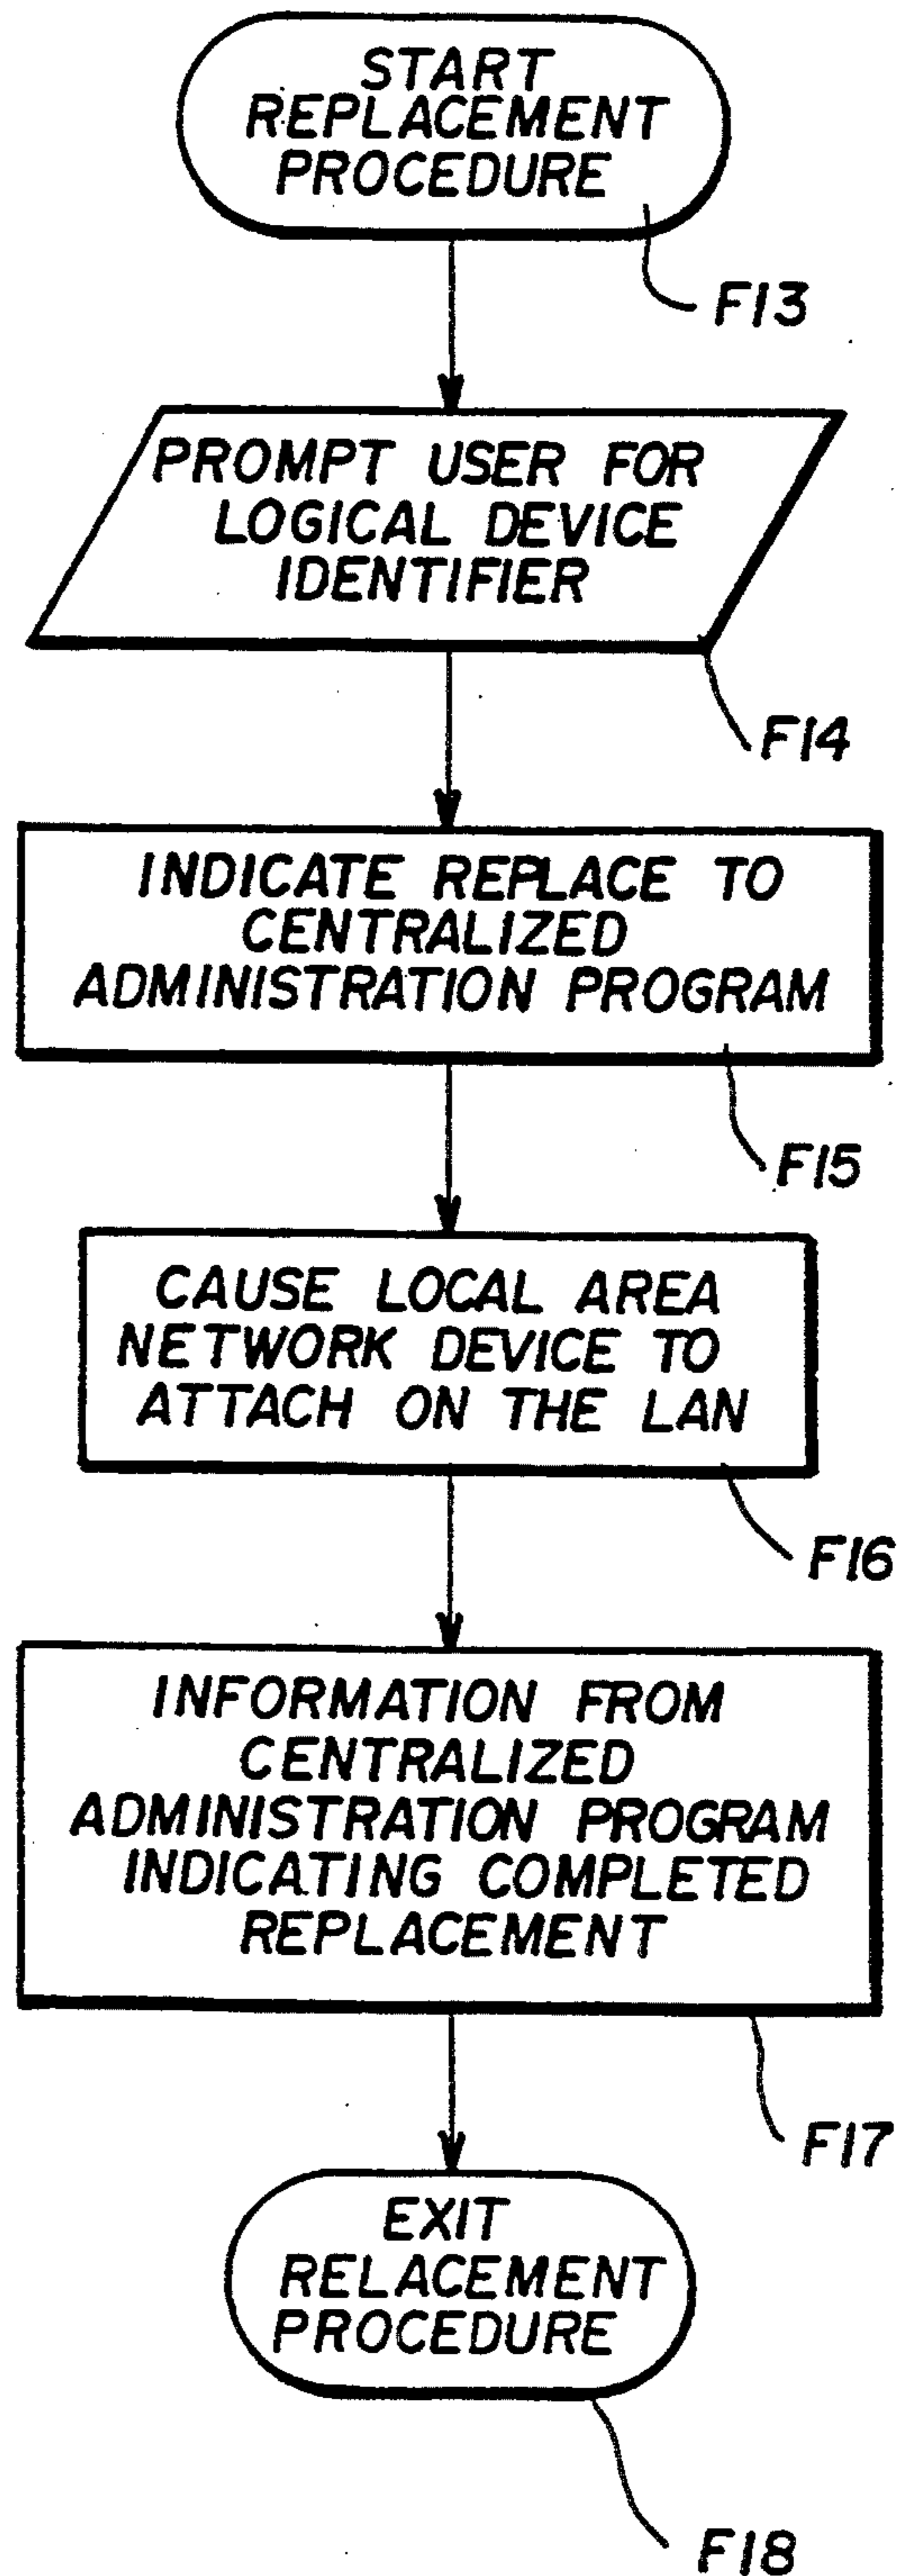 START
REPLACEMENT
PROCEDURE
F13
PROMPT USER FOR
LOGICAL DEVICE
IDENTIFIER
F14
INDICATE REPLACE TO
CENTRALIZED
ADMINISTRATION PROGRAM
F15
CAUSE LOCAL AREA
NETWORK DEVICE TO
ATTACH ON THE LAN
F16
INFORMATION FROM
CENTRALIZED
ADMINISTRATION PROGRAM
INDICATING COMPLETED
REPLACEMENT
F17
EXIT
RELACEMENT
PROCEDURE
F18